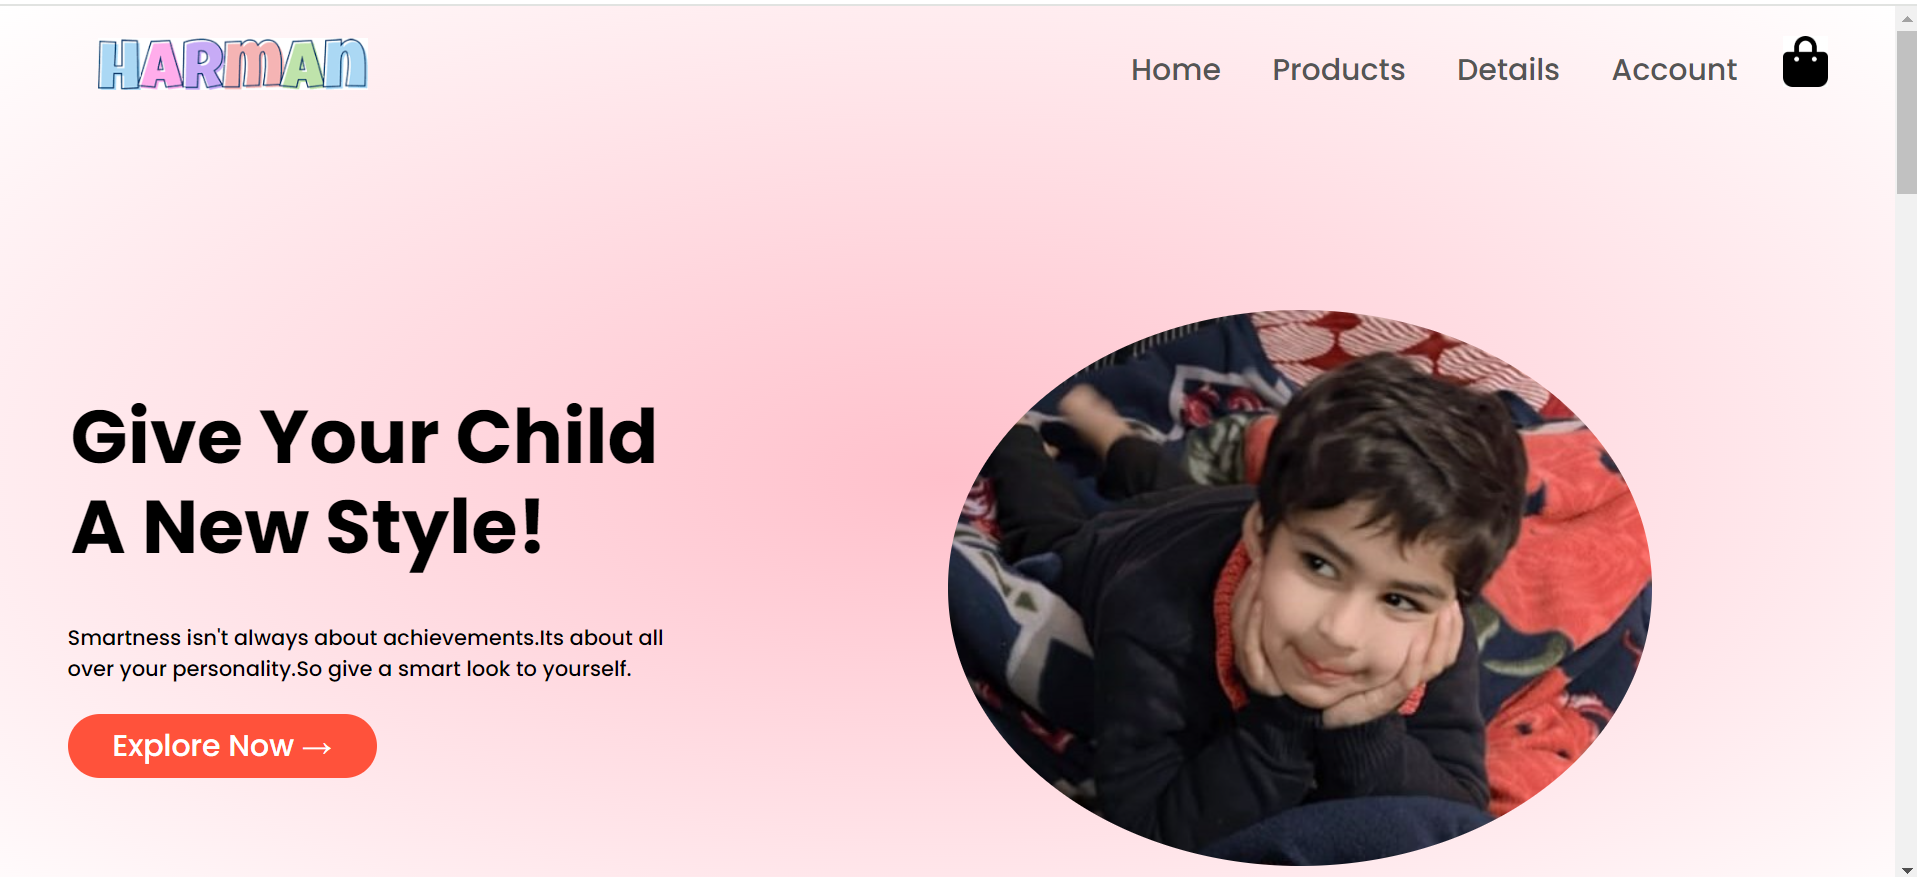 HARMAN
Home Products Details Account
Give Your Child
A New Style!
Smartness isn't always about achievements.Its about all
over your personality.So give a smart look to yourself.
Explore Now →